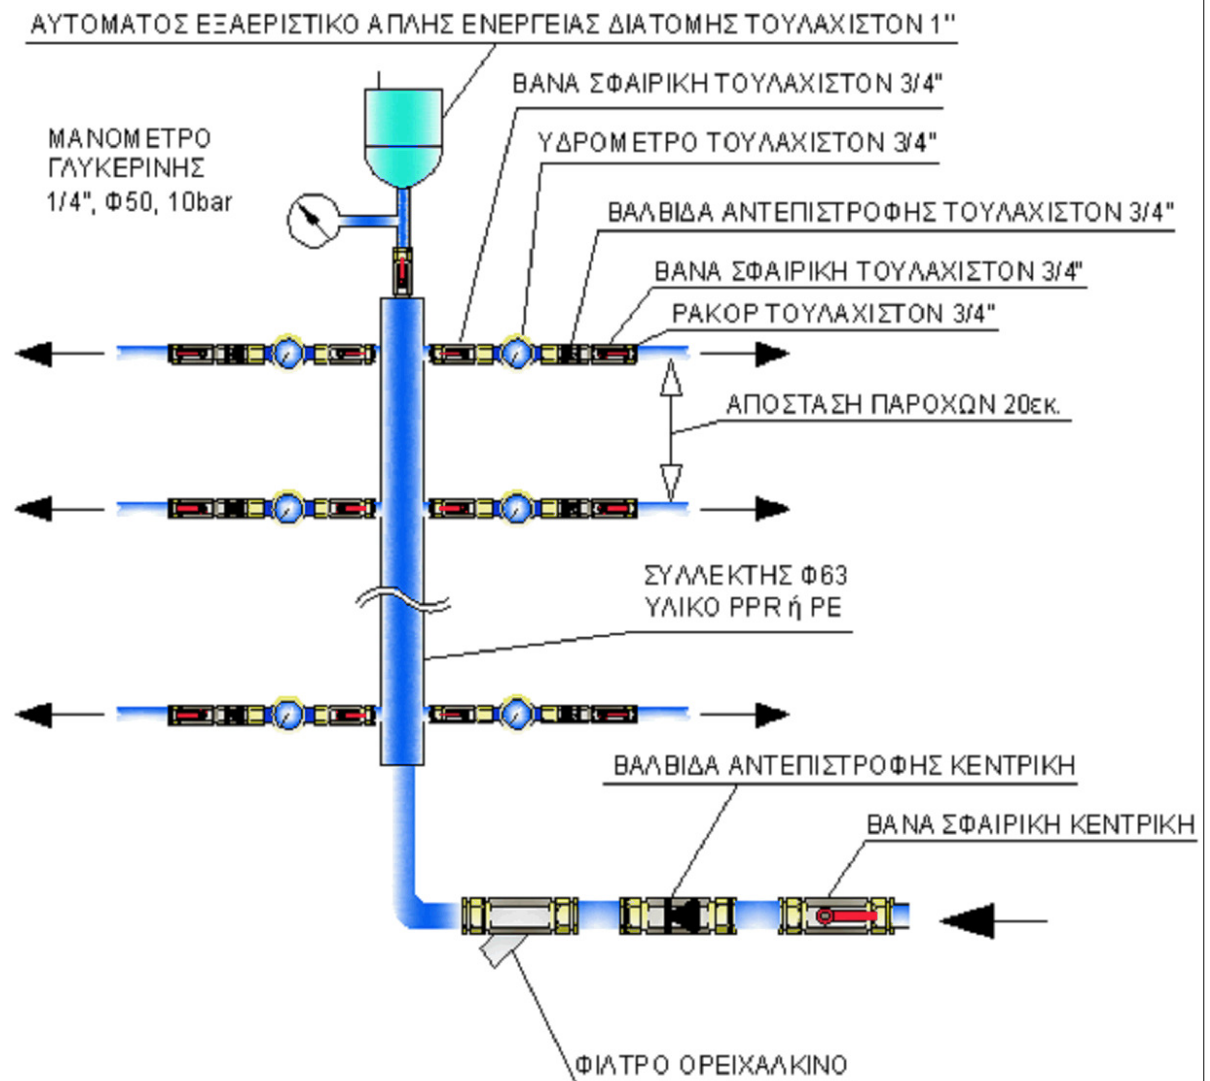 ΑΥΤΟΜΑΤΟΣ ΕΞΑΕΡΙΣΤΙΚΟ ΑΠΛΗΣ ΕΝΕΡΓΕΙΑΣ ΔΙΑΤΟΜΗΣ ΤΟΥΛΑΧΙΣΤΟΝ 1"
ΒΑΝΑ ΣΦΑΙΡΙΚΗ ΤΟΥΛΑΧΙΣΤΟΝ 3/4"
ΜΑΝΟΜΕΤΡΟ
ΓΛΥΚΕΡΙΝΗΣ
1/4", Φ50, 10bar
ΥΔΡΟΜΕΤΡΟ ΤΟΥΛΑΧΙΣΤΟΝ 3/4"
ΒΑΛΒΙΔΑ ΑΝΤΕΠΙΣΤΡΟΦΗΣ ΤΟΥΛΑΧΙΣΤΟΝ 3/4"
ΒΑΝΑ ΣΦΑΙΡΙΚΗ ΤΟΥΛΑΧΙΣΤΟΝ 3/4"
ΡΑΚΟΡ ΤΟΥΛΑΧΙΣΤΟΝ 3/4"
ΑΠΟΣΤΑΣΗ ΠΑΡΟΧΩΝ 20εκ.
ΣΥΛΛΕΚΤΗΣ Φ63
ΥΛΙΚΟ PPR ή PE
ΒΑΛΒΙΔΑ ΑΝΤΕΠΙΣΤΡΟΦΗΣ ΚΕΝΤΡΙΚΗ
ΒΑΝΑ ΣΦΑΙΡΙΚΗ ΚΕΝΤΡΙΚΗ
ΦΙΛΤΡΟ ΟΡΕΙΧΑΛΚΙΝΟ